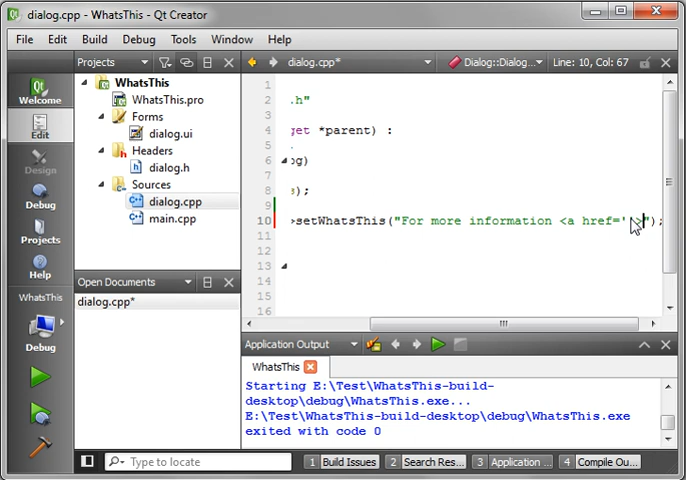 dialog.cpp - WhatsThis - Qt Creator
File Edit Build Debug Tools Window Help
Projects
dialog.cpp*
Dialog::Dialog...
Line: 10, Col: 67
Qt
Welcome
Edit
Design
Debug
Projects
Help
WhatsThis
Debug
WhatsThis
WhatsThis.pro
Forms
dialog.ui
Headers
dialog.h
Sources
dialog.cpp
main.cpp
Open Documents
dialog.cpp*
1
2 .h"
3
4 get *parent) :
5 .
6 og)
7
8 s);
9
10 >setWhatsThis("For more information <a href=' '>");
11
12
13
14
15
16
Application Output
WhatsThis
Starting E:\Test\WhatsThis-build-
desktop\debug\WhatsThis.exe...
E:\Test\WhatsThis-build-desktop\debug\WhatsThis.exe
exited with code 0
Type to locate
1 Build Issues
2 Search Res...
3 Application ...
4 Compile Ou...